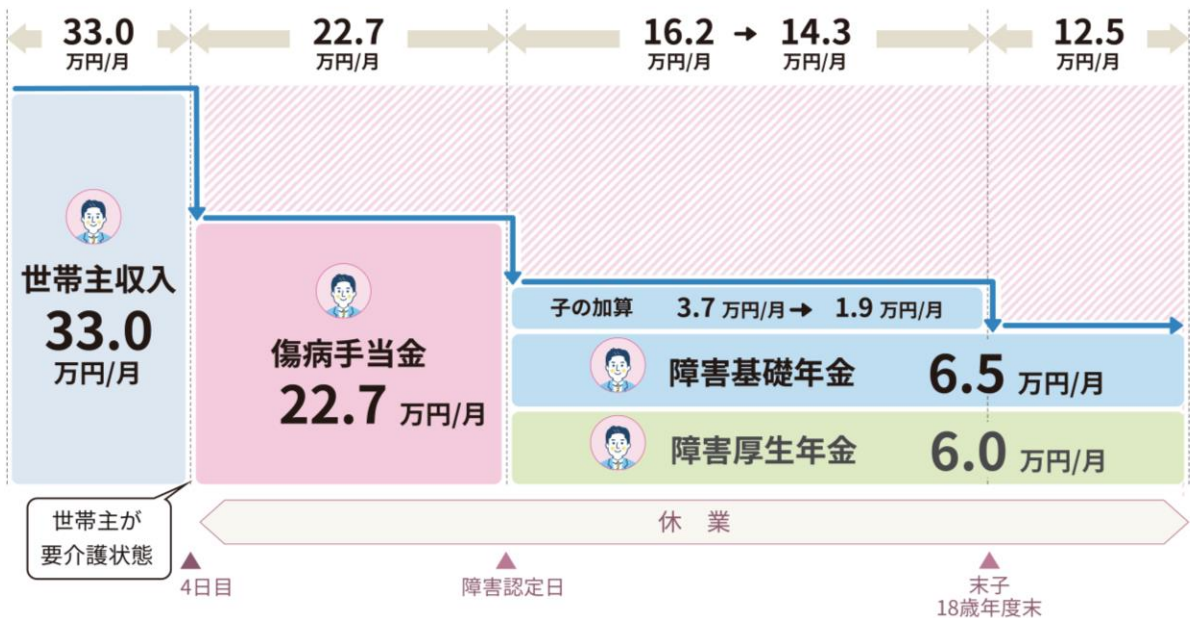 33.0
万円/月
22.7
万円/月
16.2 → 14.3
万円/月 万円/月
12.5
万円/月
世帯主収入
33.0
万円/月
傷病手当金
22.7 万円/月
子の加算 3.7 万円/月→ 1.9 万円/月
障害基礎年金 6.5 万円/月
障害厚生年金 6.0 万円/月
世帯主が
要介護状態
休業
4日目
障害認定日
末子
18歳年度末